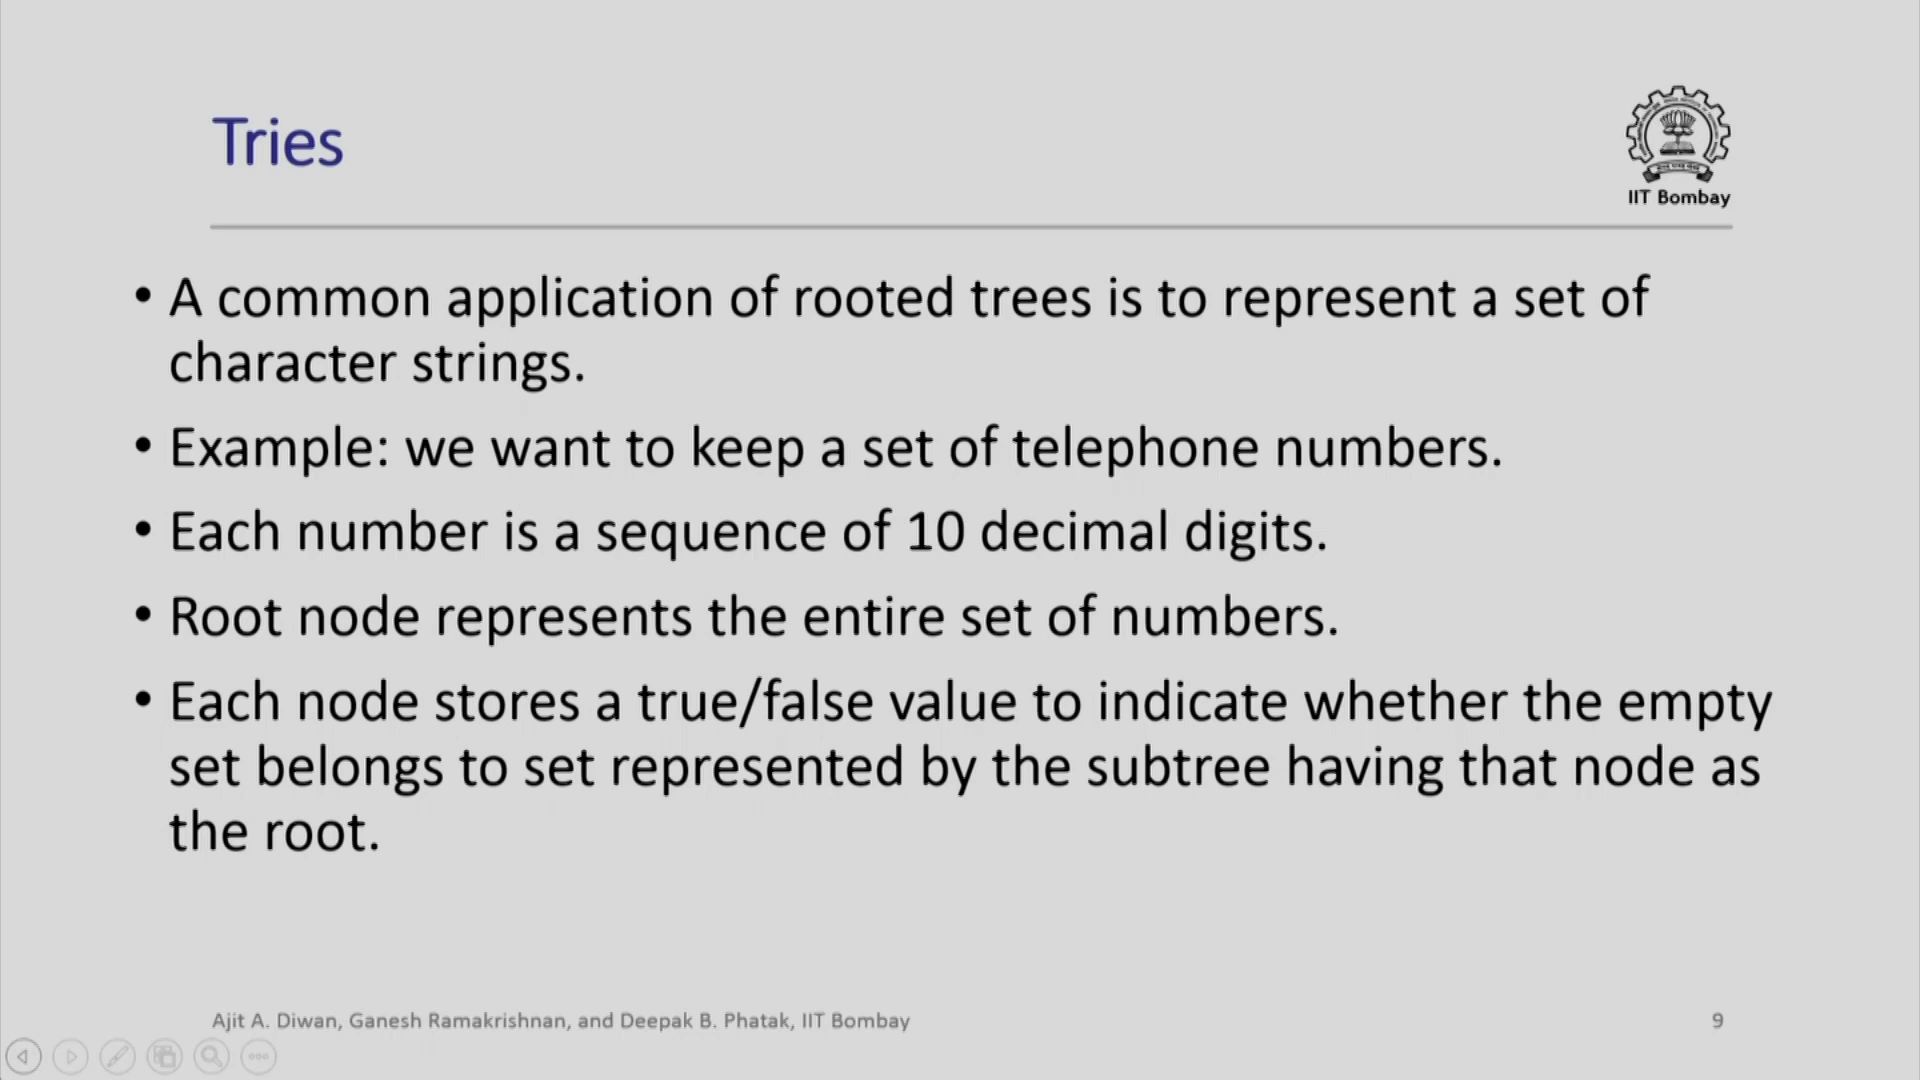 Tries
IIT Bombay
• A common application of rooted trees is to represent a set of
character strings.
• Example: we want to keep a set of telephone numbers.
• Each number is a sequence of 10 decimal digits.
• Root node represents the entire set of numbers.
• Each node stores a true/false value to indicate whether the empty
set belongs to set represented by the subtree having that node as
the root.
Ajit A. Diwan, Ganesh Ramakrishnan, and Deepak B. Phatak, IIT Bombay
9